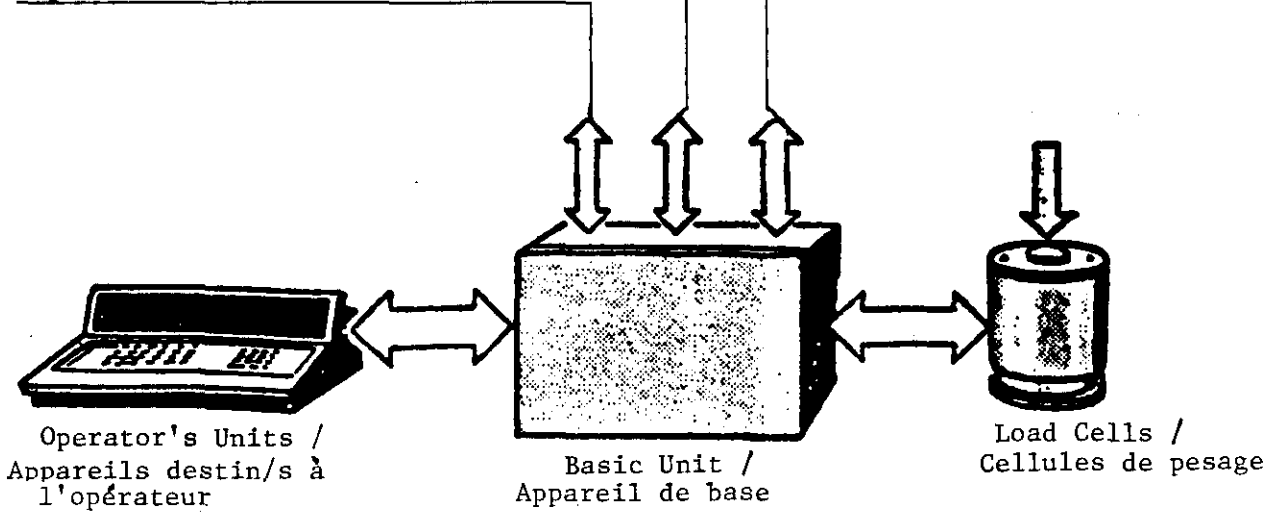 Operator's Units /
Appareils destin/s à
l'opérateur
Basic Unit /
Appareil de base
Load Cells /
Cellules de pesage